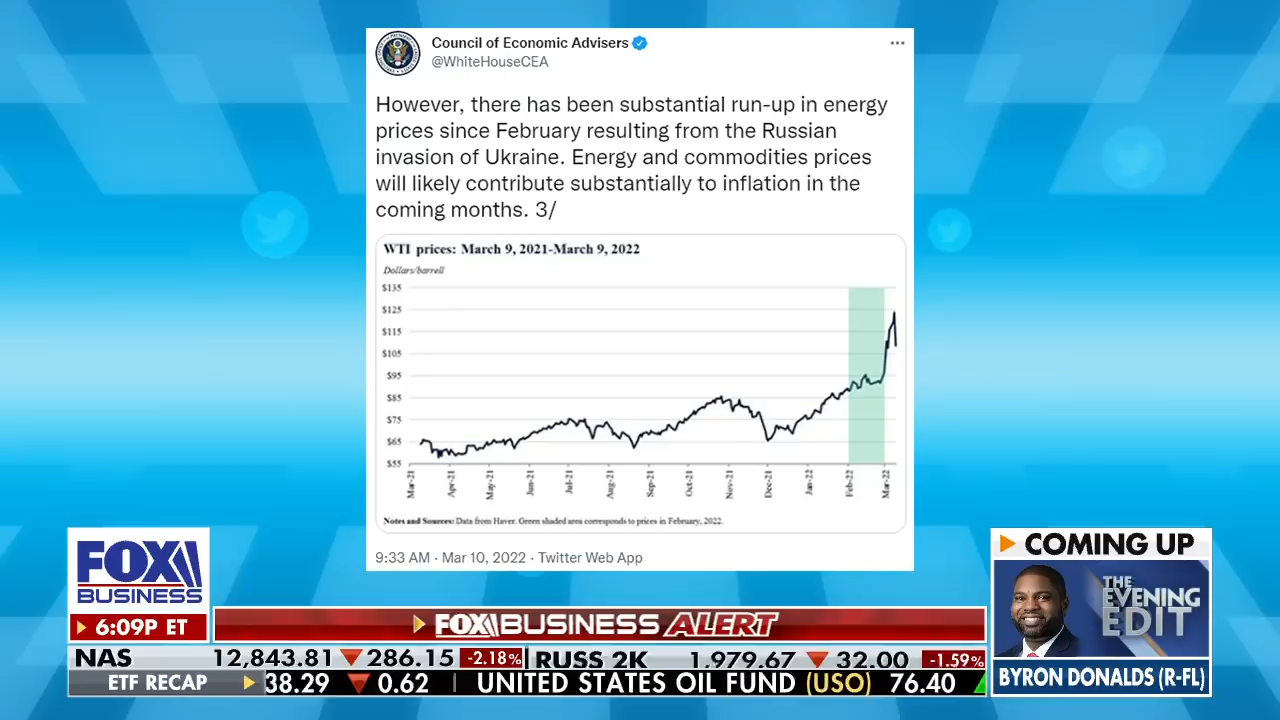 Council of Economic Advisers
@WhiteHouseCEA
However, there has been substantial run-up in energy
prices since February resulting from the Russian
invasion of Ukraine. Energy and commodities prices
will likely contribute substantially to inflation in the
coming months. 3/
WTI prices: March 9, 2021-March 9, 2022
Dollars/barrell
$135
$125
$115
$105
$95
$85
$75
$65
$55
Mar-21
Apr-21
May-21
Jun-21
Jul-21
Aug-21
Sep-21
Oct-21
Nov-21
Dec-21
Jan-22
Feb-22
Mar-22
Notes and Sources: Data from Haver. Green shaded area corresponds to prices in February, 2022.
9:33 AM · Mar 10, 2022 · Twitter Web App
FOX
BUSINESS
6:09P ET
FOX BUSINESS ALERT
COMING UP
THE
EVENING
EDIT
BYRON DONALDS (R-FL)
NAS 12,843.81 286.15 -2.18% RUSS 2K 1,979.67 32.00 -1.59%
ETF RECAP 38.29 0.62 | UNITED STATES OIL FUND (USO) 76.40